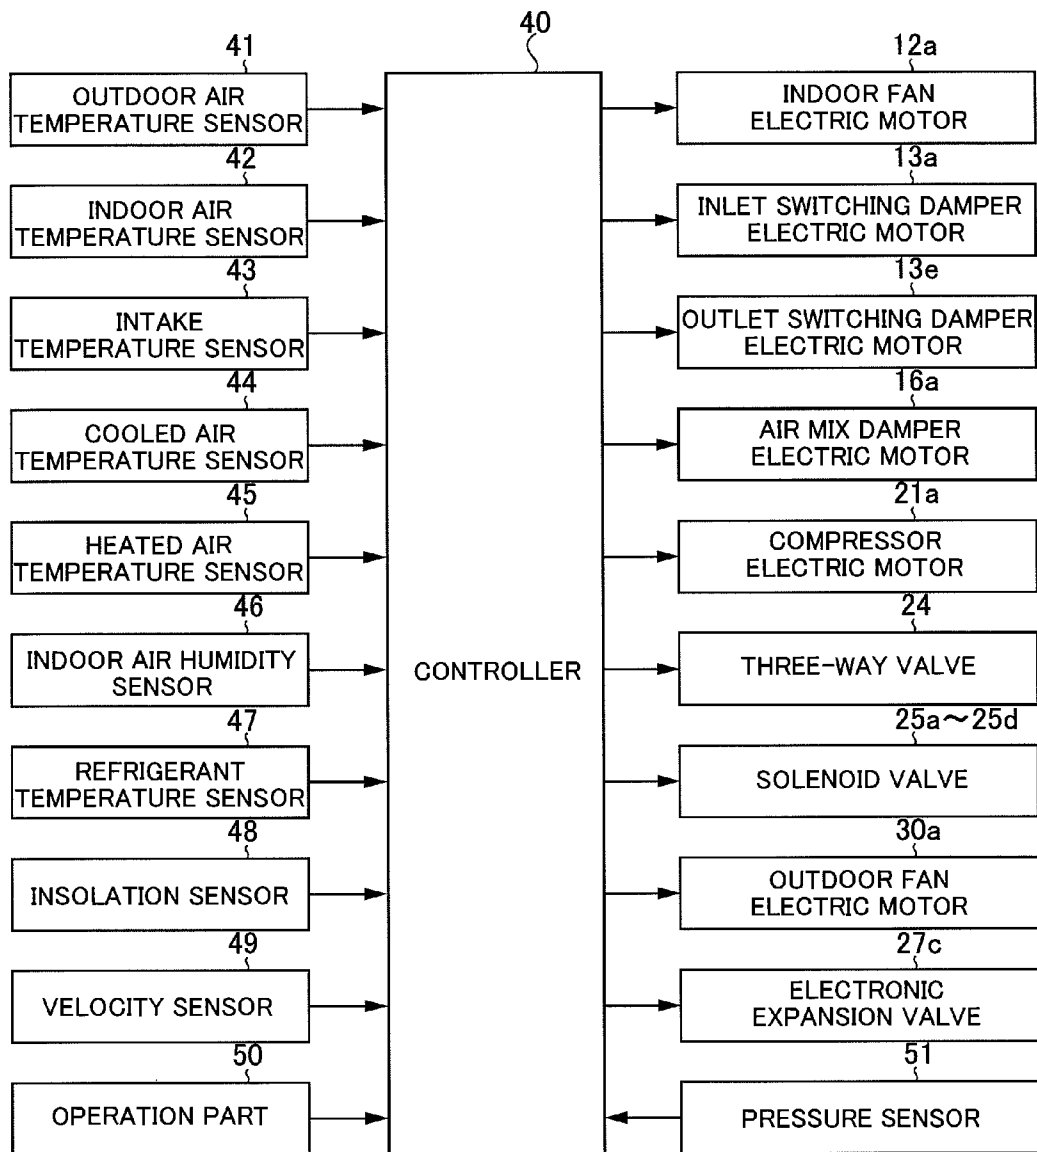 40
41
OUTDOOR AIR
TEMPERATURE SENSOR
42
INDOOR AIR
TEMPERATURE SENSOR
43
INTAKE
TEMPERATURE SENSOR
44
COOLED AIR
TEMPERATURE SENSOR
45
HEATED AIR
TEMPERATURE SENSOR
46
INDOOR AIR HUMIDITY
SENSOR
47
REFRIGERANT
TEMPERATURE SENSOR
48
INSOLATION SENSOR
49
VELOCITY SENSOR
50
OPERATION PART
CONTROLLER
12a
INDOOR FAN
ELECTRIC MOTOR
13a
INLET SWITCHING DAMPER
ELECTRIC MOTOR
13e
OUTLET SWITCHING DAMPER
ELECTRIC MOTOR
16a
AIR MIX DAMPER
ELECTRIC MOTOR
21a
COMPRESSOR
ELECTRIC MOTOR
24
THREE-WAY VALVE
25a〜25d
SOLENOID VALVE
30a
OUTDOOR FAN
ELECTRIC MOTOR
27c
ELECTRONIC
EXPANSION VALVE
51
PRESSURE SENSOR